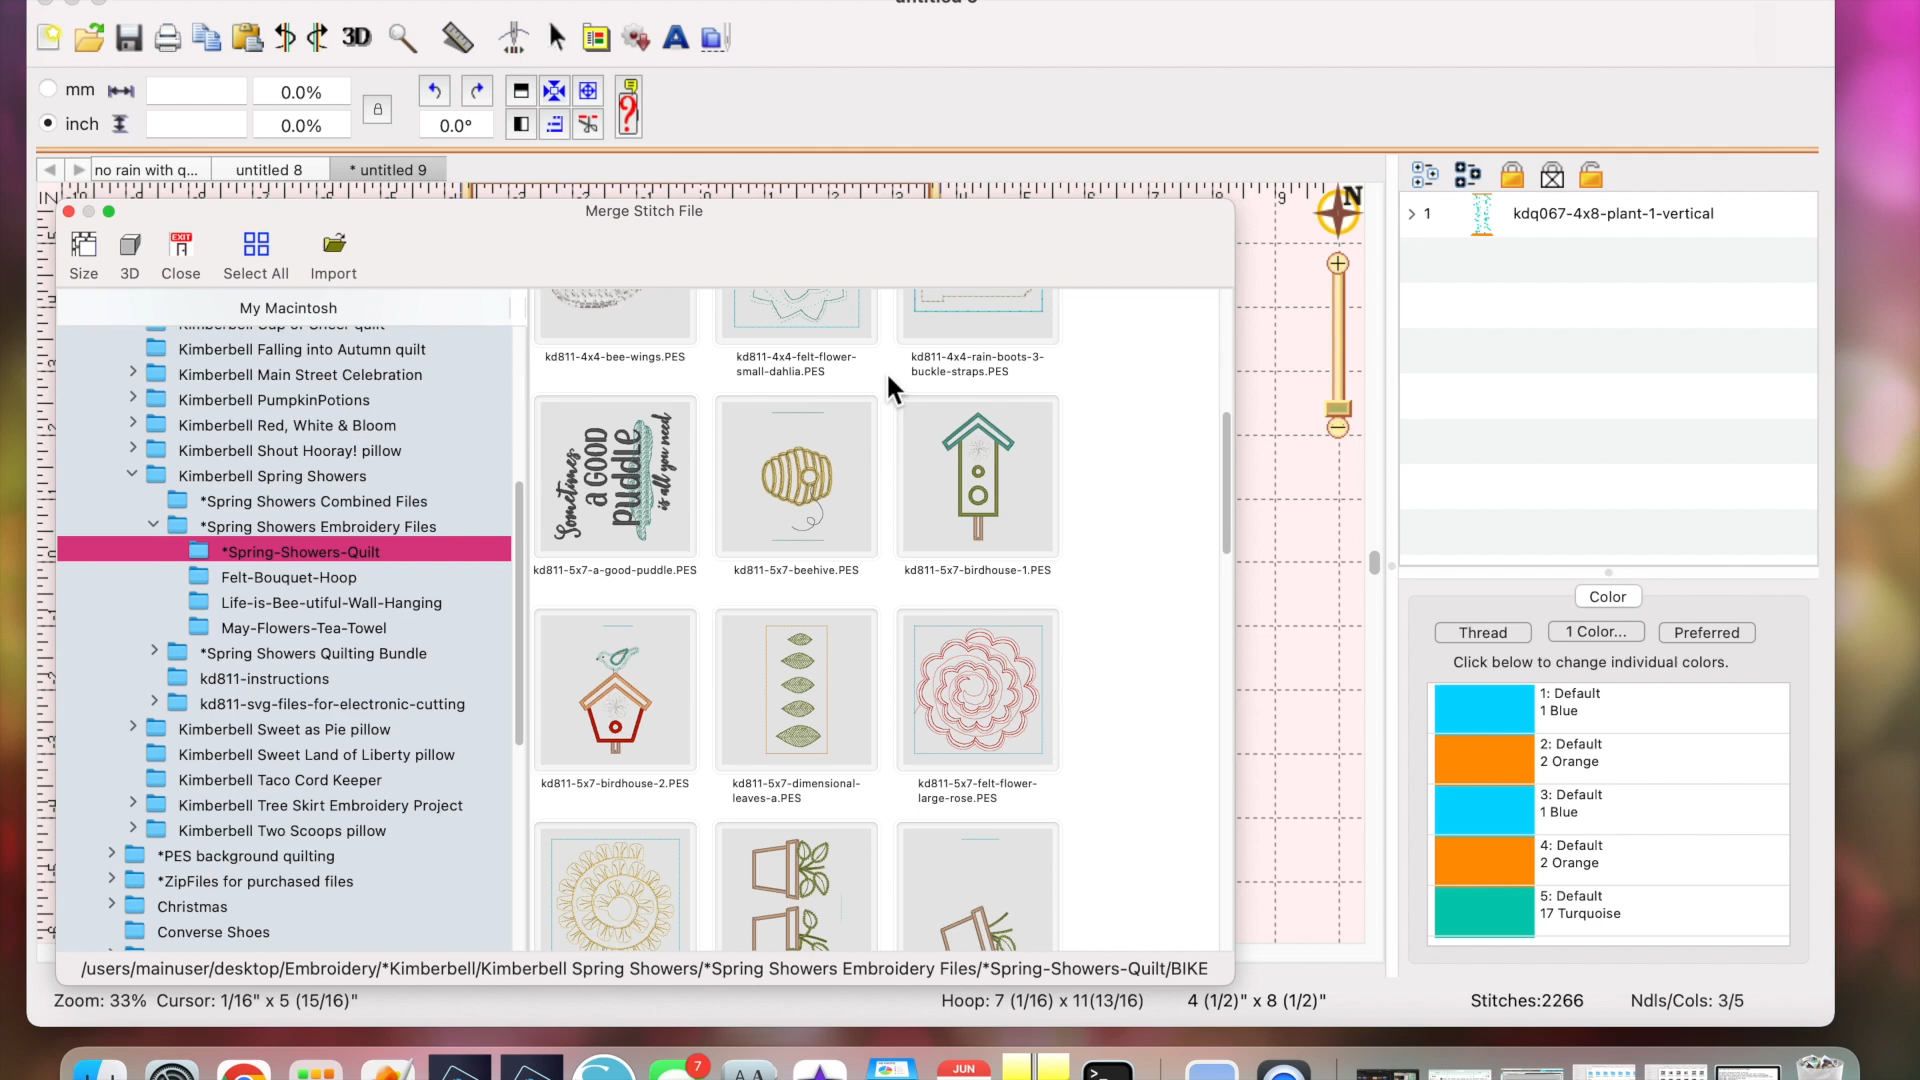 3D
mm
0.0%
inch
0.0%
0.0°
no rain with q...
untitled 8
* untitled 9
N
Merge Stitch File
Size
3D
EXIT
Close
Select All
Import
My Macintosh
Kimberbell Falling into Autumn quilt
Kimberbell Main Street Celebration
Kimberbell PumpkinPotions
Kimberbell Red, White & Bloom
Kimberbell Shout Hooray! pillow
Kimberbell Spring Showers
*Spring Showers Combined Files
*Spring Showers Embroidery Files
*Spring-Showers-Quilt
Felt-Bouquet-Hoop
Life-is-Bee-utiful-Wall-Hanging
May-Flowers-Tea-Towel
*Spring Showers Quilting Bundle
kd811-instructions
kd811-svg-files-for-electronic-cutting
Kimberbell Sweet as Pie pillow
Kimberbell Sweet Land of Liberty pillow
Kimberbell Taco Cord Keeper
Kimberbell Tree Skirt Embroidery Project
Kimberbell Two Scoops pillow
*PES background quilting
*ZipFiles for purchased files
Christmas
Converse Shoes
kd811-4x4-bee-wings.PES
kd811-4x4-felt-flower-
small-dahlia.PES
kd811-4x4-rain-boots-3-
buckle-straps.PES
Sometimes
a GOOD
puddle
is all you need
kd811-5x7-a-good-puddle.PES
kd811-5x7-beehive.PES
kd811-5x7-birdhouse-1.PES
kd811-5x7-birdhouse-2.PES
kd811-5x7-dimensional-
leaves-a.PES
kd811-5x7-felt-flower-
large-rose.PES
/users/mainuser/desktop/Embroidery/*Kimberbell/Kimberbell Spring Showers/*Spring Showers Embroidery Files/*Spring-Showers-Quilt/BIKE
1
kdq067-4x8-plant-1-vertical
Color
Thread
1 Color...
Preferred
Click below to change individual colors.
1: Default
1 Blue
2: Default
2 Orange
3: Default
1 Blue
4: Default
2 Orange
5: Default
17 Turquoise
Zoom: 33% Cursor: 1/16" x 5 (15/16)"
Hoop: 7 (1/16) x 11(13/16)
4 (1/2)" x 8 (1/2)"
Stitches:2266
Ndls/Cols: 3/5
7
JUN